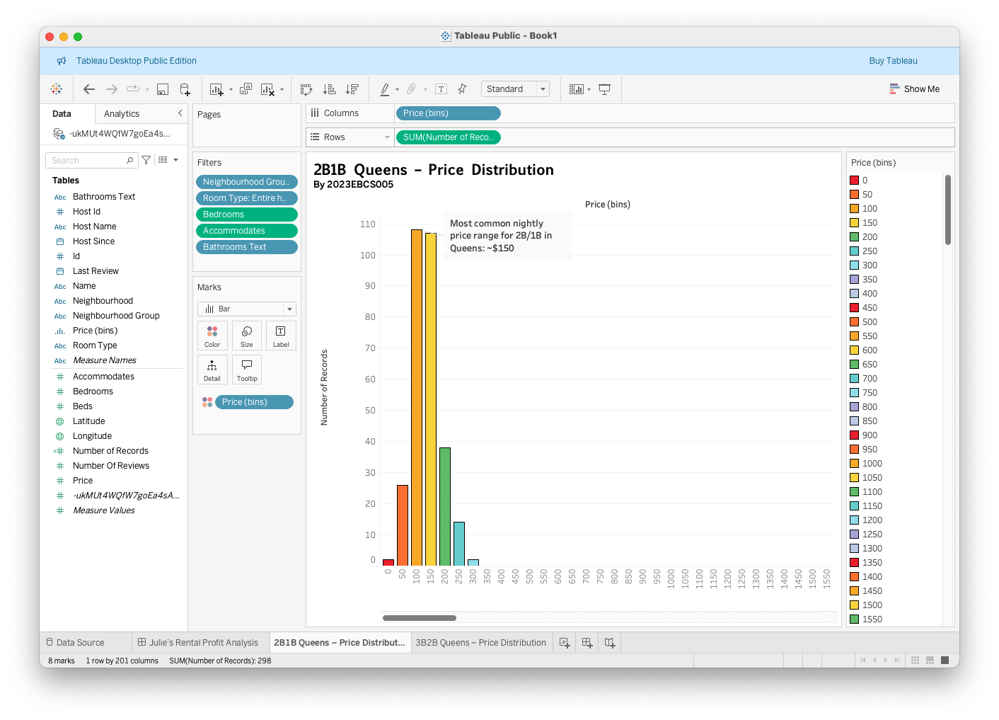 Tableau Public - Book1
Tableau Desktop Public Edition
Buy Tableau
Standard
Show Me
Data
Analytics
-ukMUt4WQfW7goEa4s...
Search
Tables
Abc Bathrooms Text
Host Id
Abc Host Name
Host Since
Id
Last Review
Abc Name
Abc Neighbourhood
Abc Neighbourhood Group
Price (bins)
Abc Room Type
Abc Measure Names
Accommodates
Bedrooms
Beds
Latitude
Longitude
Number of Records
Number Of Reviews
Price
-ukMUt4WQfW7goEa4sA...
Measure Values
Pages
Filters
Neighbourhood Grou..
Room Type: Entire h..
Bedrooms
Accommodates
Bathrooms Text
Marks
Bar
Color
Size
Label
Detail
Tooltip
Price (bins)
Columns
Price (bins)
Rows
SUM(Number of Reco..
2B1B Queens – Price Distribution
By 2023EBCS005
Price (bins)
Most common nightly
price range for 2B/1B in
Queens: ~$150
Number of Records
110
100
90
80
70
60
50
40
30
20
10
0
0
50
100
150
200
250
300
350
400
450
500
550
600
650
700
750
800
850
900
950
1000
1050
1100
1150
1200
1250
1300
1350
1400
1450
1500
1550
Price (bins)
0
50
100
150
200
250
300
350
400
450
500
550
600
650
700
750
800
850
900
950
1000
1050
1100
1150
1200
1250
1300
1350
1400
1450
1500
1550
Data Source
Julie's Rental Profit Analysis
2B1B Queens – Price Distribut...
3B2B Queens – Price Distribution
8 marks
1 row by 201 columns
SUM(Number of Records): 298